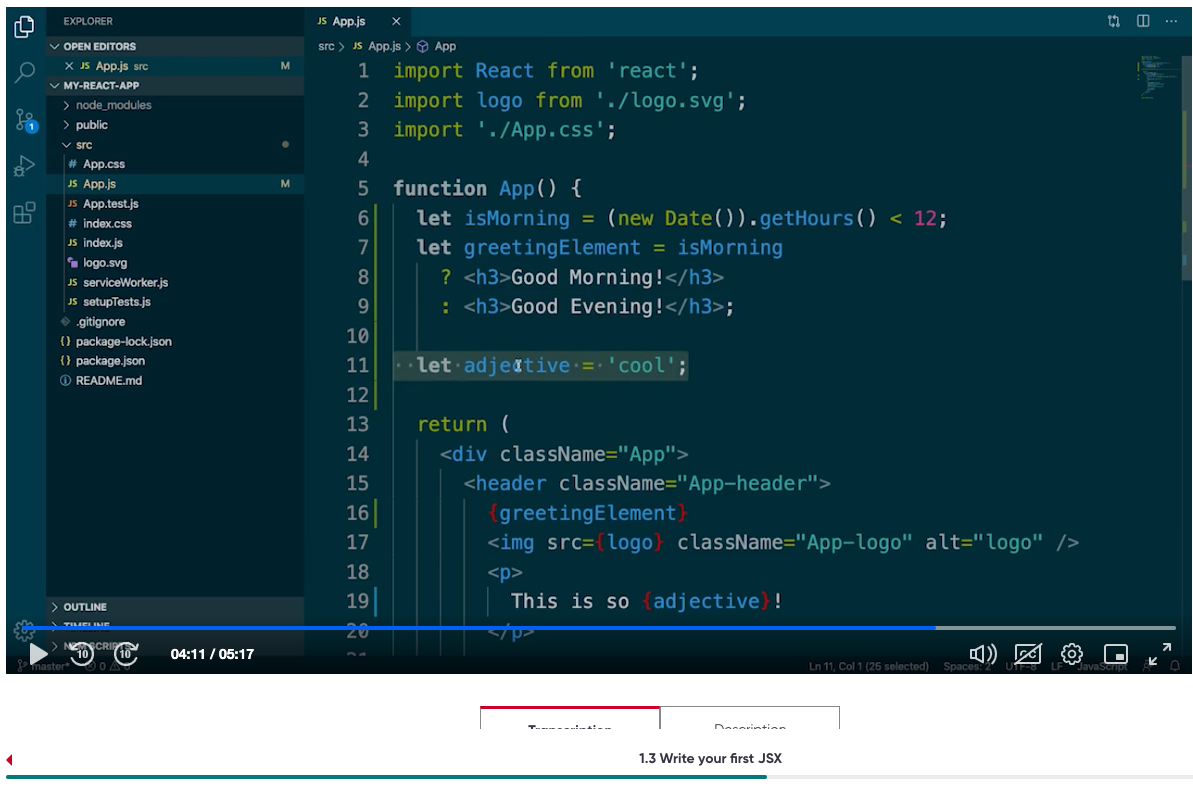 EXPLORER
OPEN EDITORS
JS App.js src M
MY-REACT-APP
node_modules
public
src
# App.css
JS App.js M
JS App.test.js
# index.css
JS index.js
logo.svg
JS serviceWorker.js
JS setupTests.js
.gitignore
{} package-lock.json
{} package.json
README.md
OUTLINE
TIMELINE
NPM SCRIPTS
1
JS App.js
src > JS App.js > App
1 import React from 'react';
2 import logo from './logo.svg';
3 import './App.css';
4
5 function App() {
6 let isMorning = (new Date()).getHours() < 12;
7 let greetingElement = isMorning
8 ? <h3>Good Morning!</h3>
9 : <h3>Good Evening!</h3>;
10
11 let adjective = 'cool';
12
13 return (
14 <div className="App">
15 <header className="App-header">
16 {greetingElement}
17 <img src={logo} className="App-logo" alt="logo" />
18 <p>
19 This is so {adjective}!
20 </p>
10
10
04:11 / 05:17
CC
master* 0 0
Ln 11, Col 1 (25 selected) Spaces: 2 UTF-8 LF JavaScript
Transcription
Description
1.3 Write your first JSX